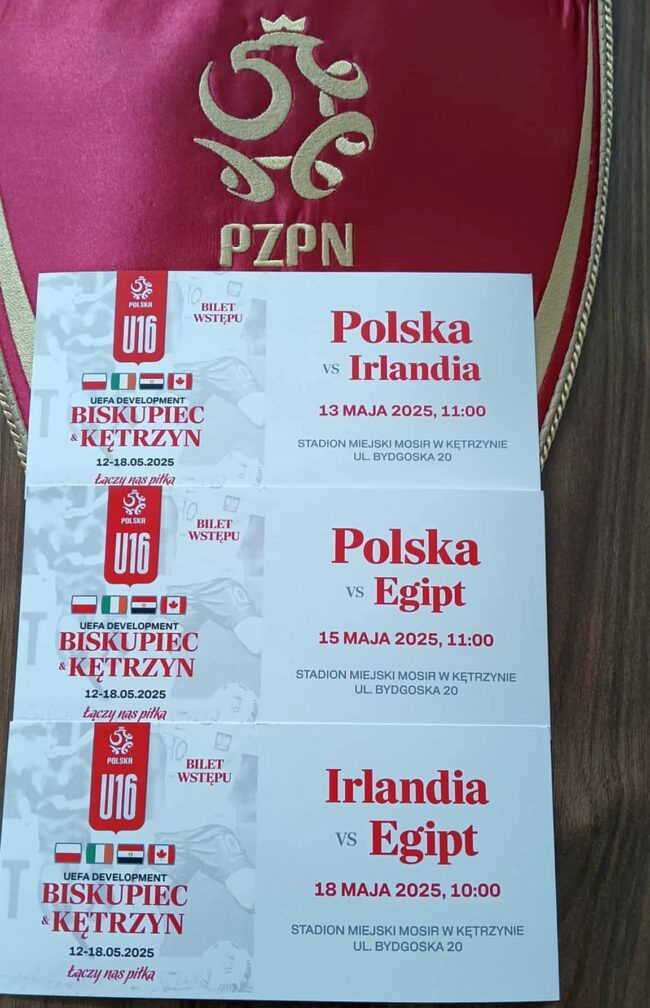 PZPN
POLSKA
U16
BILET
WSTĘPU
UEFA DEVELOPMENT
BISKUPIEC
& KĘTRZYN
12-18.05.2025
Łączy nas piłka
Polska
VS Irlandia
13 MAJA 2025, 11:00
STADION MIEJSKI MOSIR W KĘTRZYNIE
UL. BYDGOSKA 20
POLSKA
U16
BILET
WSTĘPU
UEFA DEVELOPMENT
BISKUPIEC
& KĘTRZYN
12-18.05.2025
Łączy nas piłka
Polska
VS Egipt
15 MAJA 2025, 11:00
STADION MIEJSKI MOSIR W KĘTRZYNIE
UL. BYDGOSKA 20
POLSKA
U16
BILET
WSTĘPU
UEFA DEVELOPMENT
BISKUPIEC
& KĘTRZYN
12-18.05.2025
Łączy nas piłka
Irlandia
VS Egipt
18 MAJA 2025, 10:00
STADION MIEJSKI MOSIR W KĘTRZYNIE
UL. BYDGOSKA 20